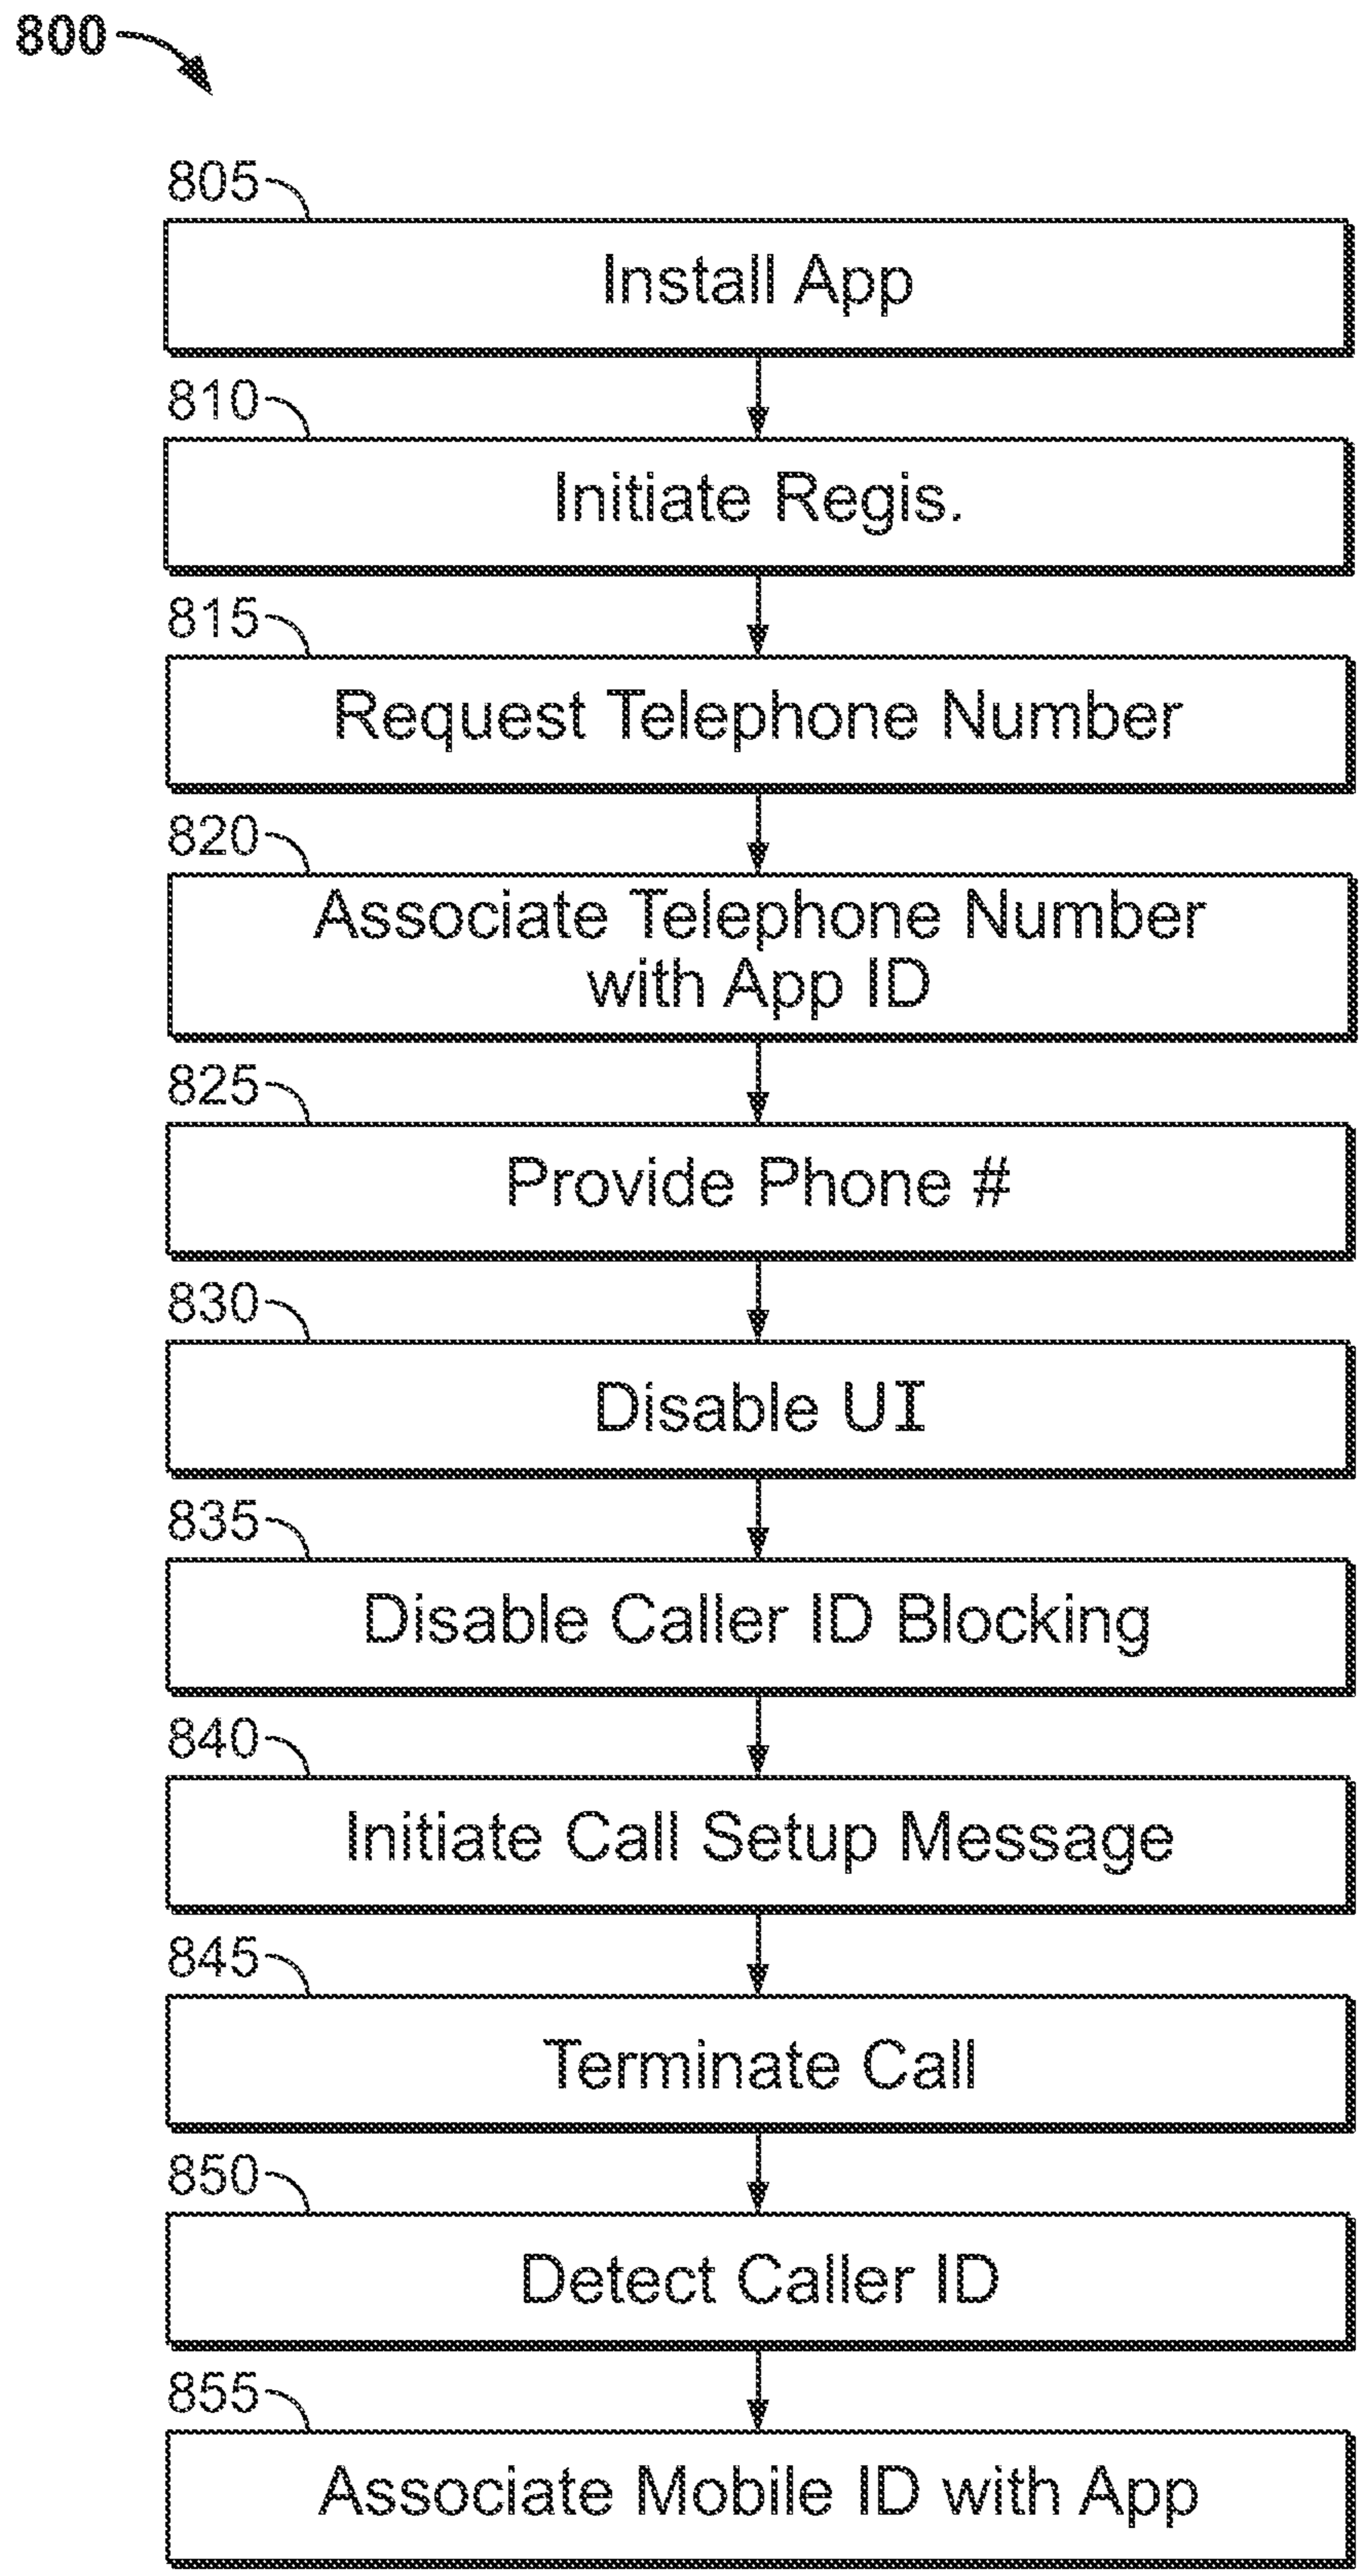 800
805
Install App
810
Initiate Regis.
815
Request Telephone Number
820
Associate Telephone Number
with App ID
825
Provide Phone #
830
Disable UI
835
Disable Caller ID Blocking
840
Initiate Call Setup Message
845
Terminate Call
850
Detect Caller ID
855
Associate Mobile ID with App